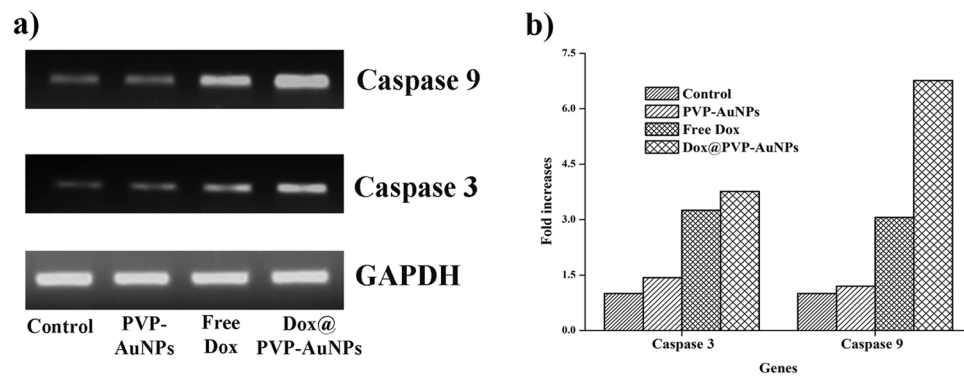 a)
Caspase 9
Caspase 3
GAPDH
Control
PVP-
AuNPs
Free
Dox
Dox@
PVP-AuNPs
b)
7.5
6.0
4.5
3.0
1.5
0.0
Fold increases
Control
PVP-AuNPs
Free Dox
Dox@PVP-AuNPs
Caspase 3
Caspase 9
Genes